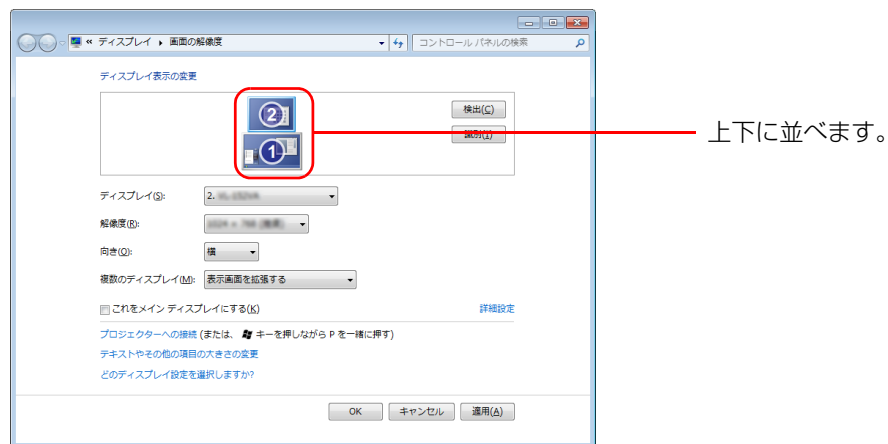 « ディスプレイ ▸ 画面の解像度
コントロール パネルの検索
ディスプレイ表示の変更
2
1
検出(C)
識別(I)
上下に並べます。
ディスプレイ(S):
2.
解像度(R):
向き(O):
横
複数のディスプレイ(M):
表示画面を拡張する
これをメイン ディスプレイにする(K)
詳細設定
プロジェクターへの接続 (または、 キーを押しながら P を一緒に押す)
テキストやその他の項目の大きさの変更
どのディスプレイ設定を選択しますか?
OK
キャンセル
適用(A)